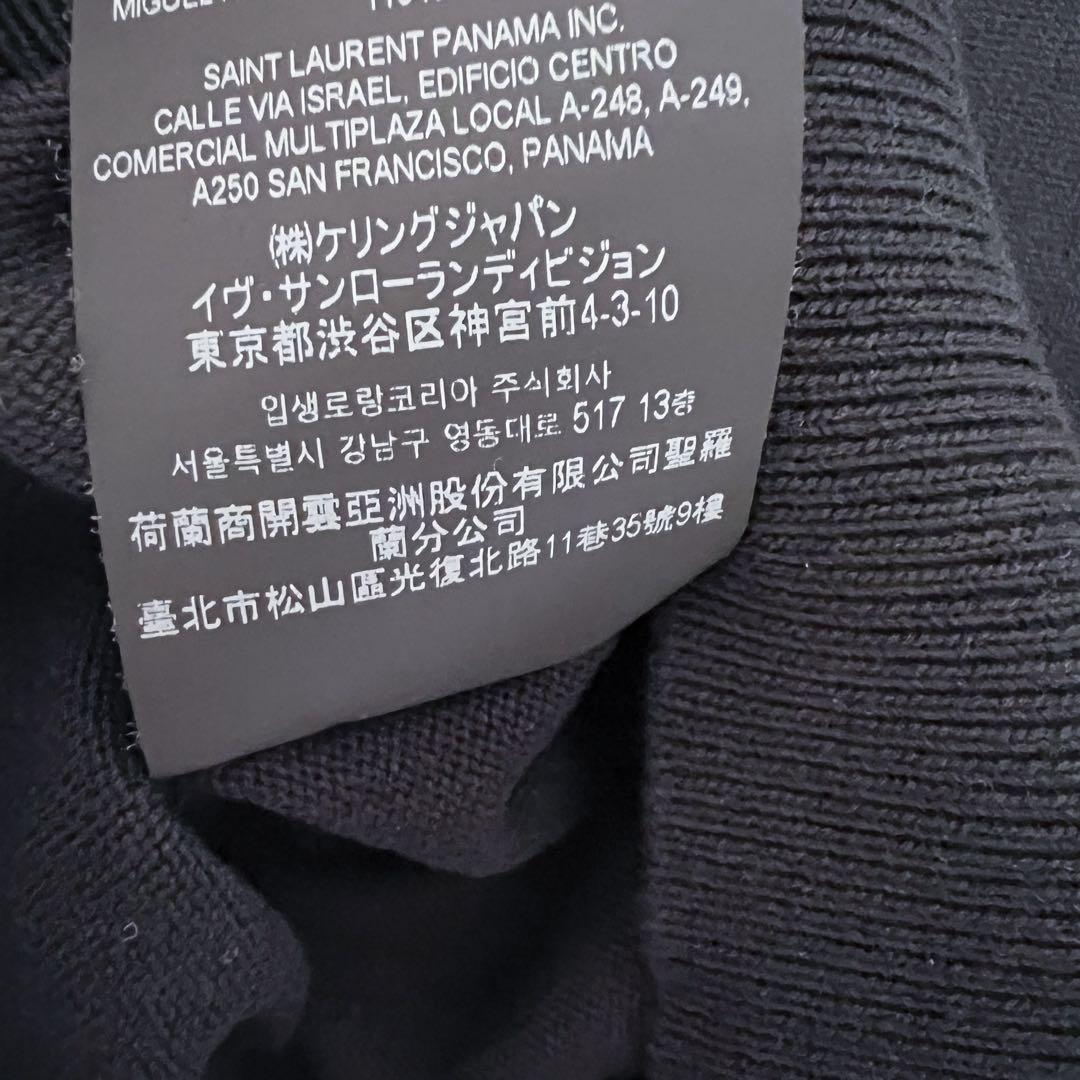 SAINT LAURENT PANAMA INC.
CALLE VIA ISRAEL, EDIFICIO CENTRO
COMERCIAL MULTIPLAZA LOCAL A-248, A-249,
A250 SAN FRANCISCO, PANAMA
(株)ケリングジャパン
イヴ・サンローランディビジョン
東京都渋谷区神宮前4-3-10
입생로랑코리아 주식회사
서울특별시 강남구 영동대로 517 13층
荷蘭商開雲亞洲股份有限公司聖羅
蘭分公司
臺北市松山區光復北路11巷35號9樓